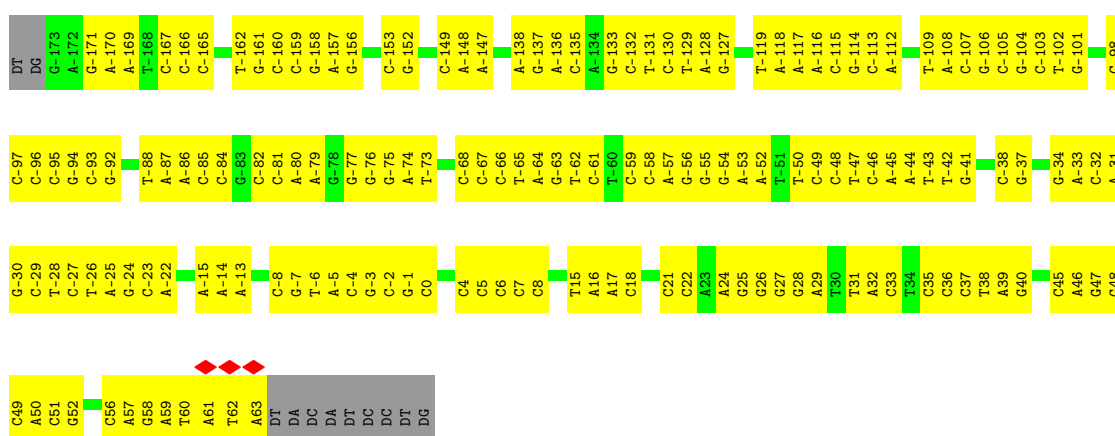 DT DG G-173 A-172 G-171 A-170 A-169 T-168 C-167 C-166 C-165 T-162 G-161 C-160 C-159 G-158 A-157 G-156 C-153 G-152 C-149 A-148 A-147 A-138 G-137 A-136 C-135 A-134 G-133 C-132 T-131 C-130 T-129 A-128 G-127 T-119 A-118 A-117 A-116 C-115 G-114 C-113 A-112 T-109 A-108 C-107 G-106 C-105 G-104 C-103 T-102 G-101 C-98
C-97 C-96 C-95 G-94 C-93 G-92 T-88 A-87 A-86 C-85 C-84 G-83 C-82 C-81 A-80 A-79 G-78 G-77 G-76 G-75 A-74 T-73 C-68 C-67 C-66 T-65 A-64 G-63 T-62 C-61 T-60 C-59 C-58 A-57 G-56 G-55 G-54 A-53 A-52 T-51 T-50 C-49 C-48 T-47 C-46 A-45 A-44 T-43 T-42 G-41 C-38 G-37 G-34 A-33 C-32 A-31
G-30 C-29 T-28 C-27 T-26 A-25 G-24 C-23 A-22 A-15 A-14 A-13 C-8 G-7 T-6 A-5 C-4 G-3 C-2 G-1 C0 C4 C5 C6 C7 C8 T15 A16 A17 C18 C21 C22 A23 A24 G25 G26 G27 G28 A29 T30 T31 A32 C33 T34 C35 C36 C37 T38 A39 G40 C45 A46 G47 G48
C49 A50 C51 G52 C56 A57 G58 A59 T60 A61 T62 A63 DT DA DC DA DT DC DC DT DG